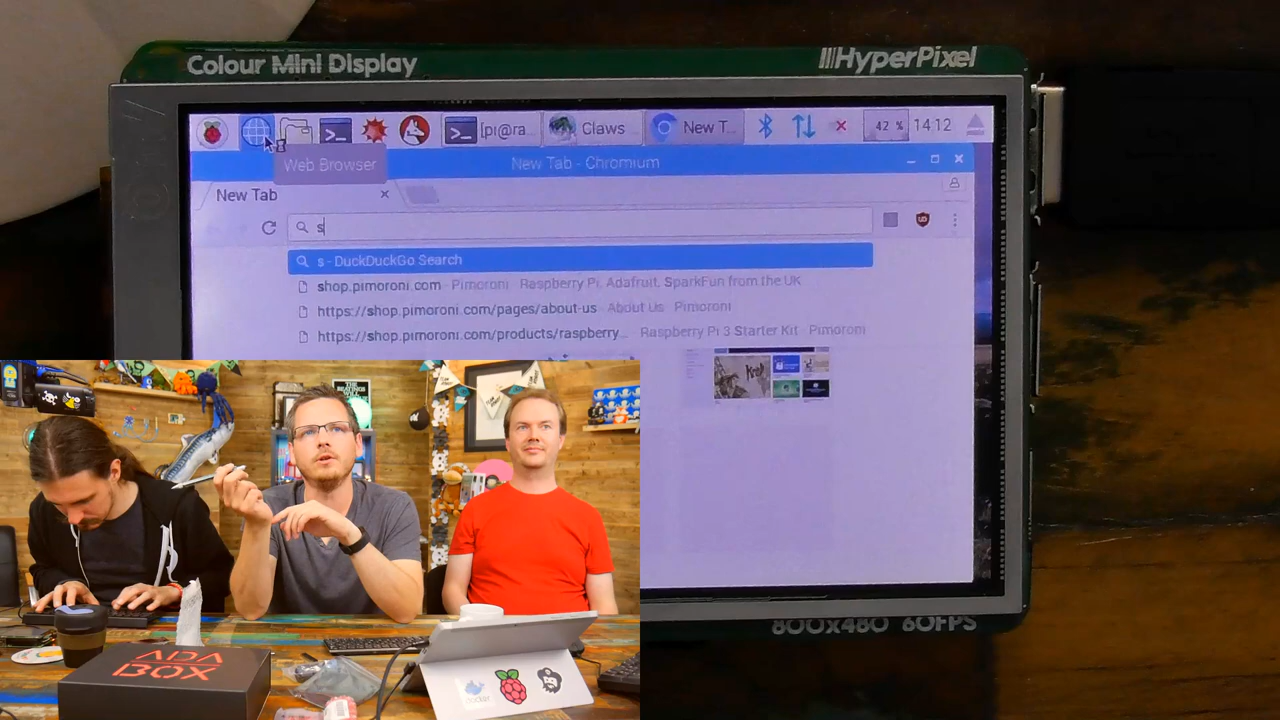 Colour Mini Display
HyperPixel
[pi@ra...
Claws
New T...
42 %
14:12
Web Browser
New Tab - Chromium
New Tab
s
s - DuckDuckGo Search
shop.pimoroni.com - Pimoroni - Raspberry Pi, Adafruit, SparkFun from the UK
https://shop.pimoroni.com/pages/about-us - About Us - Pimoroni
https://shop.pimoroni.com/products/raspberry... - Raspberry Pi 3 Starter Kit - Pimoroni
800x480 60FPS
THE
BEATINGS
ADA
BOX
docker